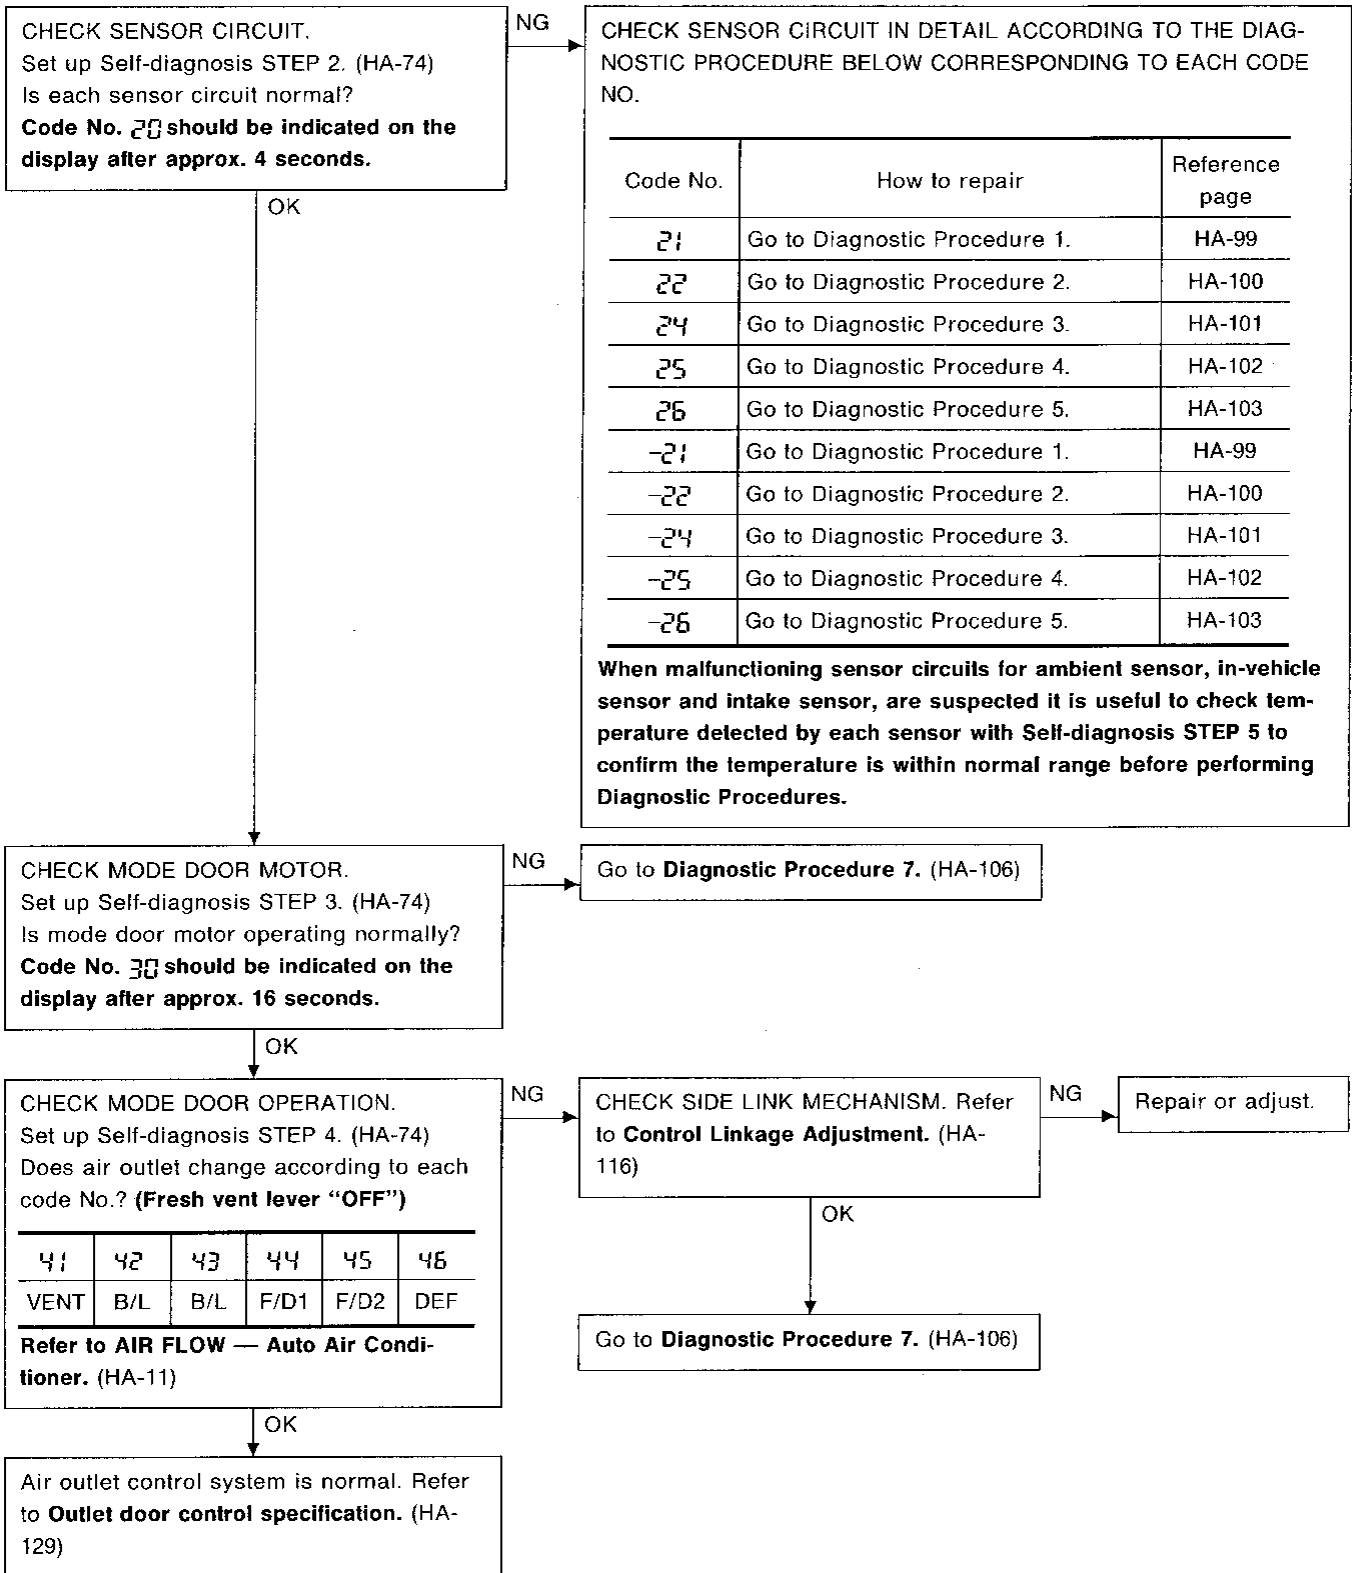 CHECK SENSOR CIRCUIT.
Set up Self-diagnosis STEP 2. (HA-74)
Is each sensor circuit normal?
Code No. 20 should be indicated on the
display after approx. 4 seconds.
NG
OK
CHECK SENSOR CIRCUIT IN DETAIL ACCORDING TO THE DIAG-
NOSTIC PROCEDURE BELOW CORRESPONDING TO EACH CODE
NO.
Code No. How to repair Reference
page
21 Go to Diagnostic Procedure 1. HA-99
22 Go to Diagnostic Procedure 2. HA-100
24 Go to Diagnostic Procedure 3. HA-101
25 Go to Diagnostic Procedure 4. HA-102
26 Go to Diagnostic Procedure 5. HA-103
-21 Go to Diagnostic Procedure 1. HA-99
-22 Go to Diagnostic Procedure 2. HA-100
-24 Go to Diagnostic Procedure 3. HA-101
-25 Go to Diagnostic Procedure 4. HA-102
-26 Go to Diagnostic Procedure 5. HA-103
When malfunctioning sensor circuits for ambient sensor, in-vehicle
sensor and intake sensor, are suspected it is useful to check tem-
perature detected by each sensor with Self-diagnosis STEP 5 to
confirm the temperature is within normal range before performing
Diagnostic Procedures.
CHECK MODE DOOR MOTOR.
Set up Self-diagnosis STEP 3. (HA-74)
Is mode door motor operating normally?
Code No. 30 should be indicated on the
display after approx. 16 seconds.
NG
Go to Diagnostic Procedure 7. (HA-106)
OK
CHECK MODE DOOR OPERATION.
Set up Self-diagnosis STEP 4. (HA-74)
Does air outlet change according to each
code No.? (Fresh vent lever “OFF”)
41 42 43 44 45 46
VENT B/L B/L F/D1 F/D2 DEF
Refer to AIR FLOW — Auto Air Condi-
tioner. (HA-11)
NG
CHECK SIDE LINK MECHANISM. Refer
to Control Linkage Adjustment. (HA-
116)
NG
Repair or adjust.
OK
Go to Diagnostic Procedure 7. (HA-106)
OK
Air outlet control system is normal. Refer
to Outlet door control specification. (HA-
129)